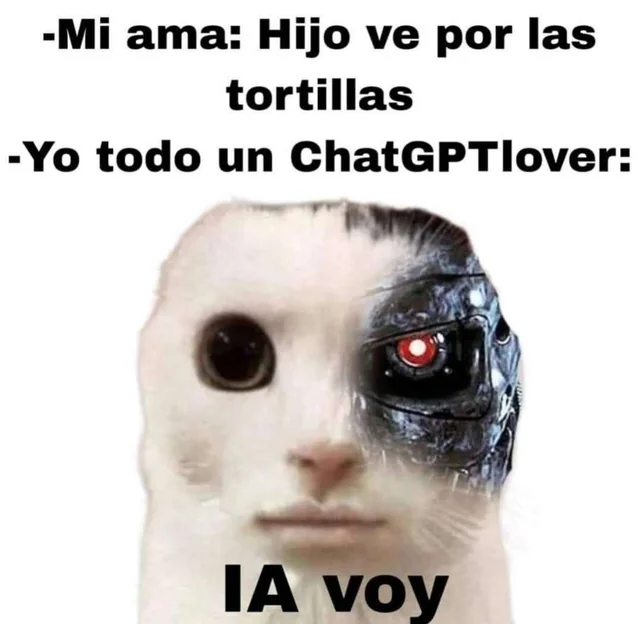 -Mi ama: Hijo ve por las
tortillas
-Yo todo un ChatGPTlover:
IA voy